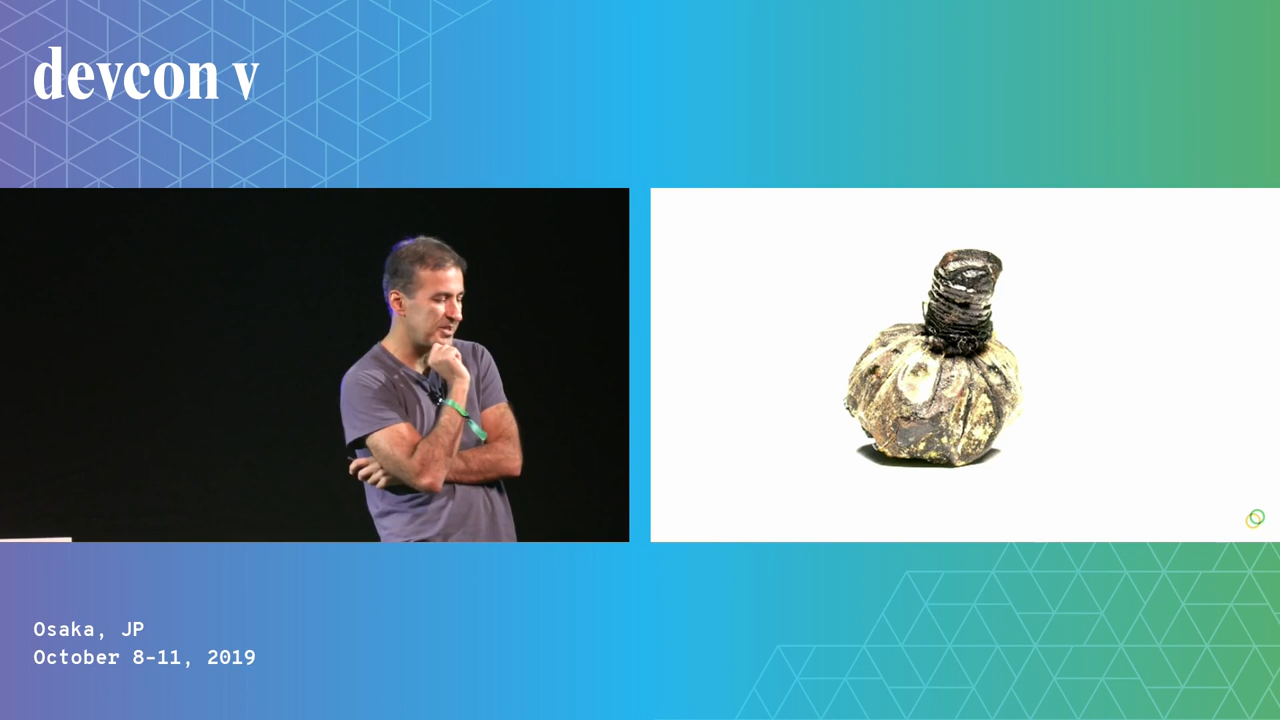 devcon v
Osaka, JP
October 8-11, 2019